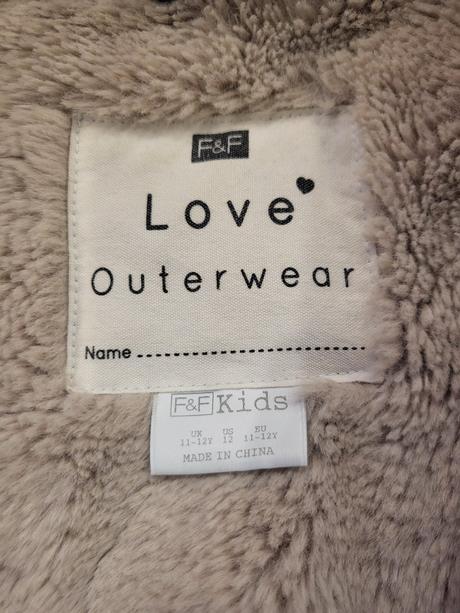 F&F
Love
Outerwear
Name
F&F Kids
UK US EU
11-12Y 12 11-12Y
MADE IN CHINA